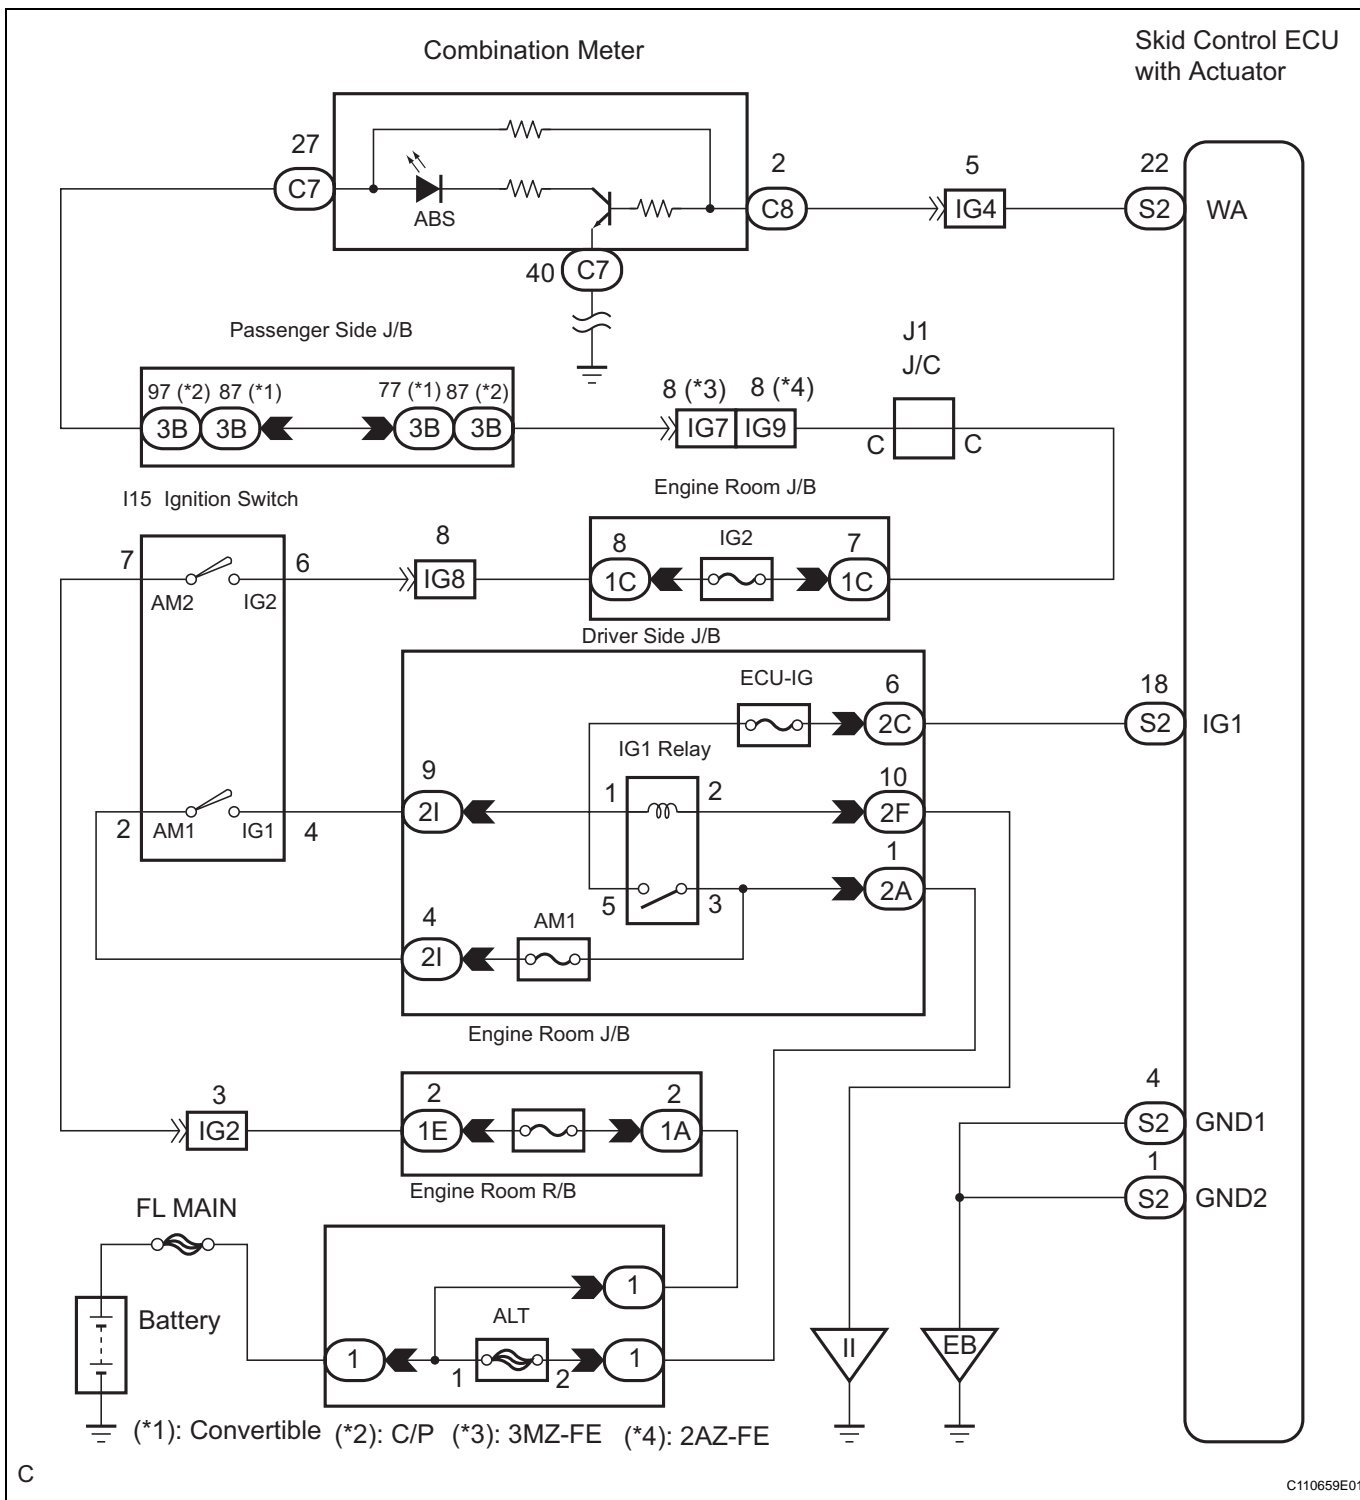 Combination Meter
Skid Control ECU
with Actuator
27
C7
ABS
2
C8
5
IG4
22
S2
WA
40
C7
Passenger Side J/B
97 (*2)
87 (*1)
77 (*1)
87 (*2)
3B
3B
3B
3B
8 (*3)
8 (*4)
IG7
IG9
J1
J/C
C
C
I15 Ignition Switch
Engine Room J/B
7
AM2
IG2
6
8
IG8
8
1C
IG2
7
1C
Driver Side J/B
ECU-IG
6
2C
18
S2
IG1
IG1 Relay
9
2I
1
2
10
2F
2
AM1
IG1
4
5
3
1
2A
4
2I
AM1
Engine Room J/B
3
IG2
2
1E
2
1A
4
S2
GND1
1
S2
GND2
Engine Room R/B
FL MAIN
Battery
1
ALT
1
2
1
1
II
EB
(*1): Convertible
(*2): C/P
(*3): 3MZ-FE
(*4): 2AZ-FE
C
C110659E01